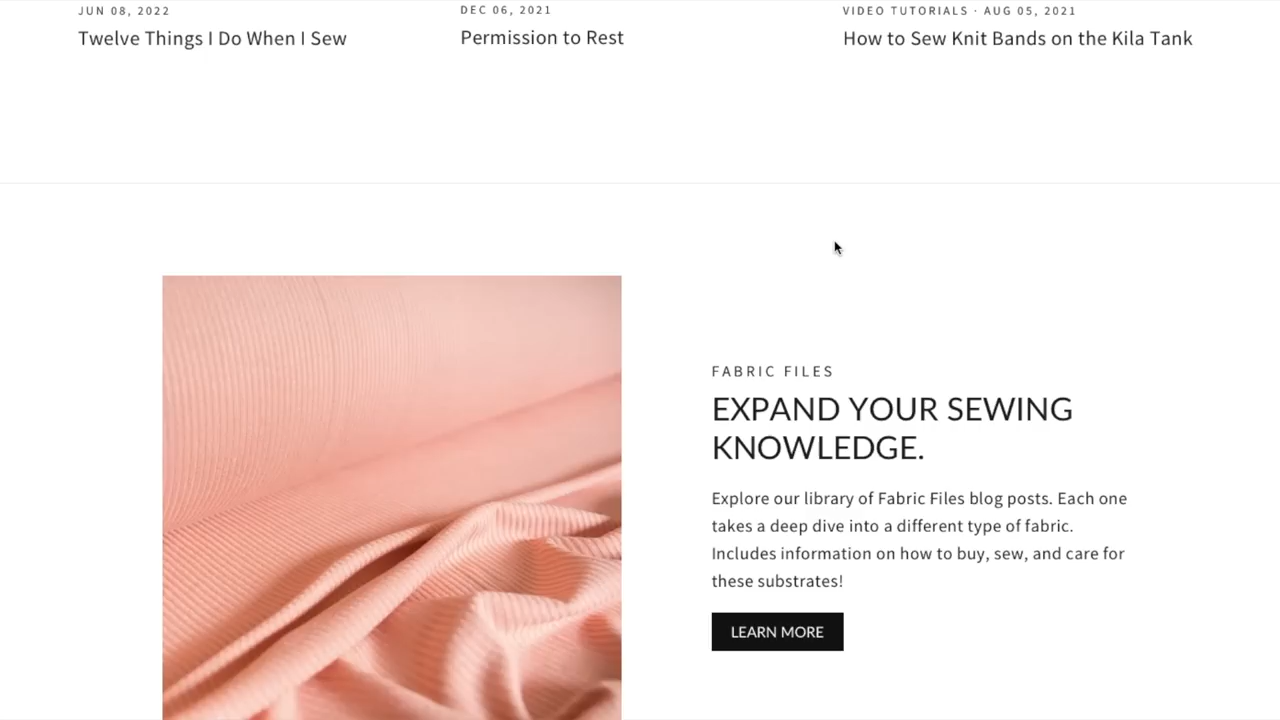 JUN 08, 2022
Twelve Things I Do When I Sew
DEC 06, 2021
Permission to Rest
VIDEO TUTORIALS · AUG 05, 2021
How to Sew Knit Bands on the Kila Tank
FABRIC FILES
EXPAND YOUR SEWING
KNOWLEDGE.
Explore our library of Fabric Files blog posts. Each one
takes a deep dive into a different type of fabric.
Includes information on how to buy, sew, and care for
these substrates!
LEARN MORE